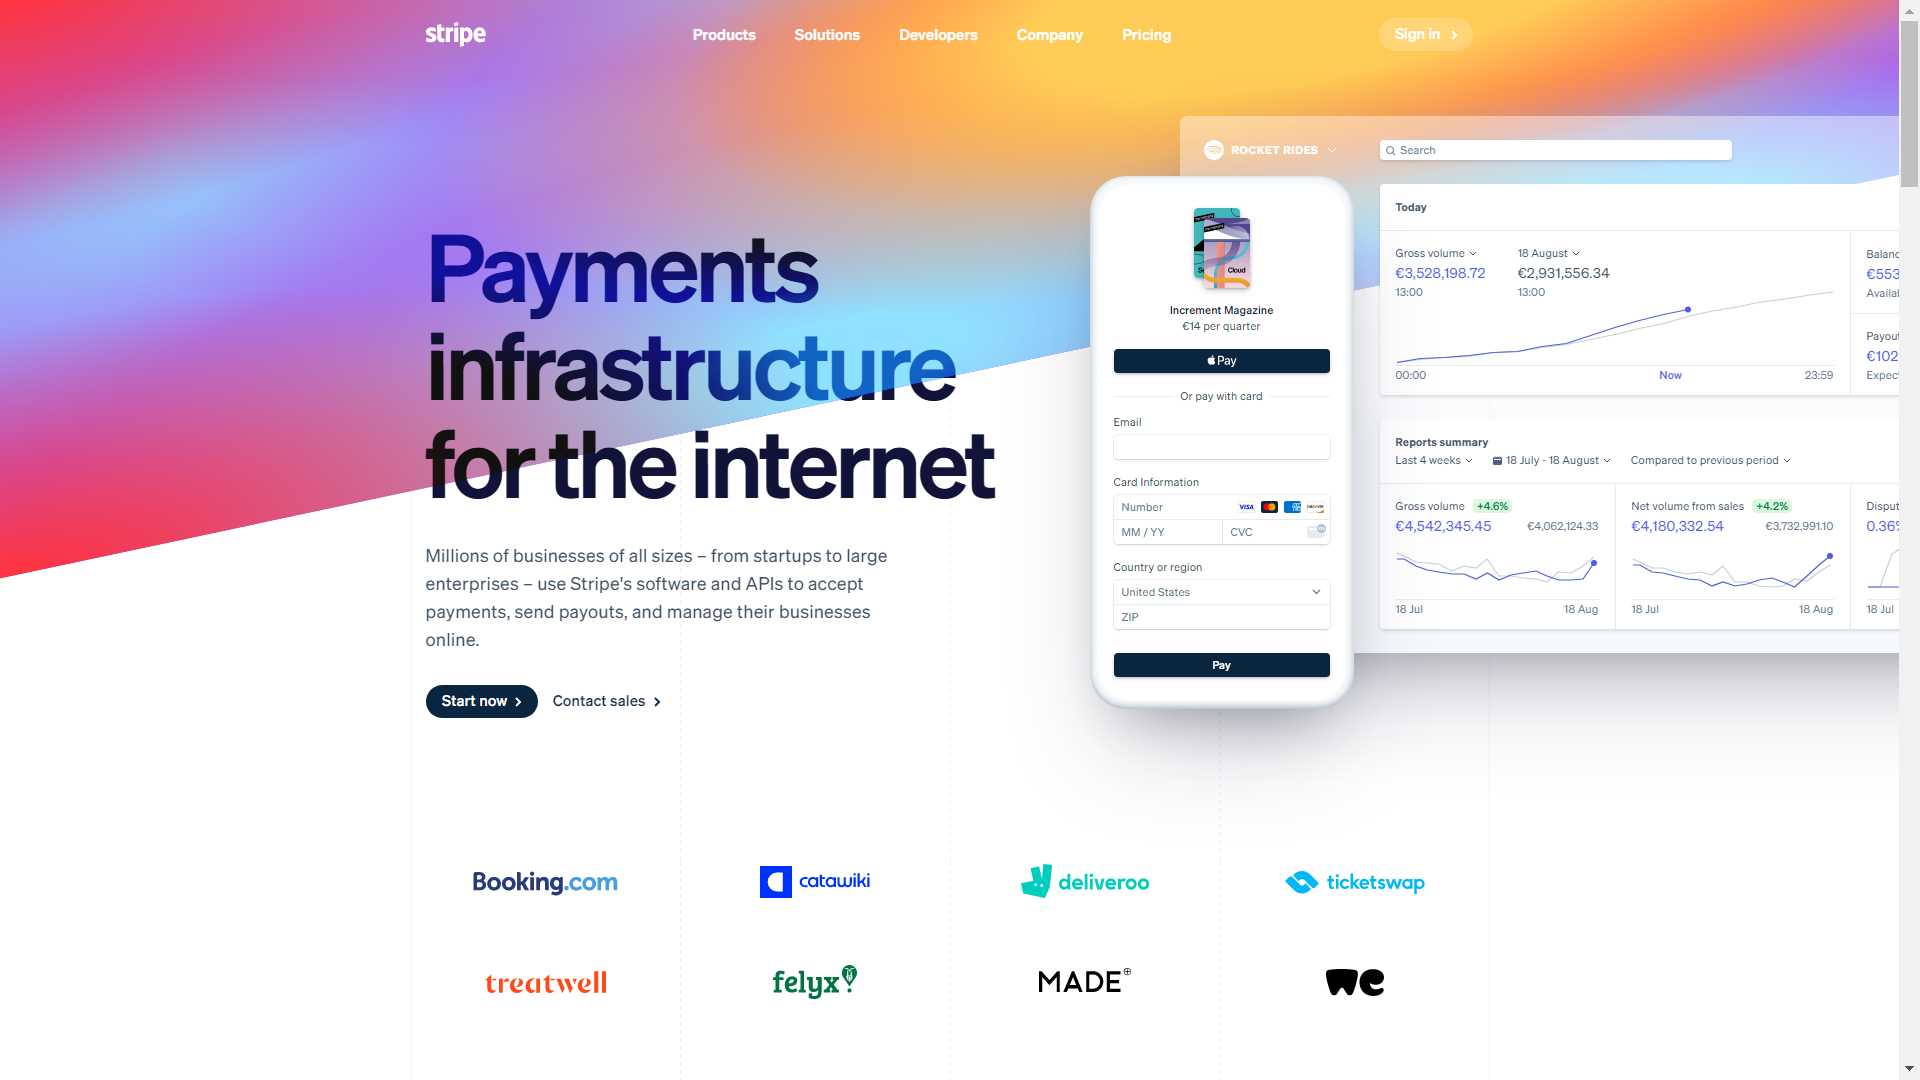 stripe
Products Solutions Developers Company Pricing
Sign in
Payments
infrastructure
for the internet
Millions of businesses of all sizes – from startups to large
enterprises – use Stripe's software and APIs to accept
payments, send payouts, and manage their businesses
online.
Start now
Contact sales
ROCKET RIDES
Search
Cloud
Increment Magazine
€14 per quarter
Pay
Or pay with card
Email
Card Information
Number
VISA
MM / YY
CVC
Country or region
United States
ZIP
Pay
Today
Gross volume
€3,528,198.72
13:00
18 August
€2,931,556.34
13:00
00:00
Now
23:59
Balanc
€553
Availal
Payout
€102
Expect
Reports summary
Last 4 weeks
18 July - 18 August
Compared to previous period
Gross volume +4.6%
€4,542,345.45 €4,062,124.33
18 Jul 18 Aug
Net volume from sales +4.2%
€4,180,332.54 €3,732,991.10
18 Jul 18 Aug
Disput
0.36%
18 Jul
Booking.com
catawiki
deliveroo
ticketswap
treatwell
felyx
MADE
we